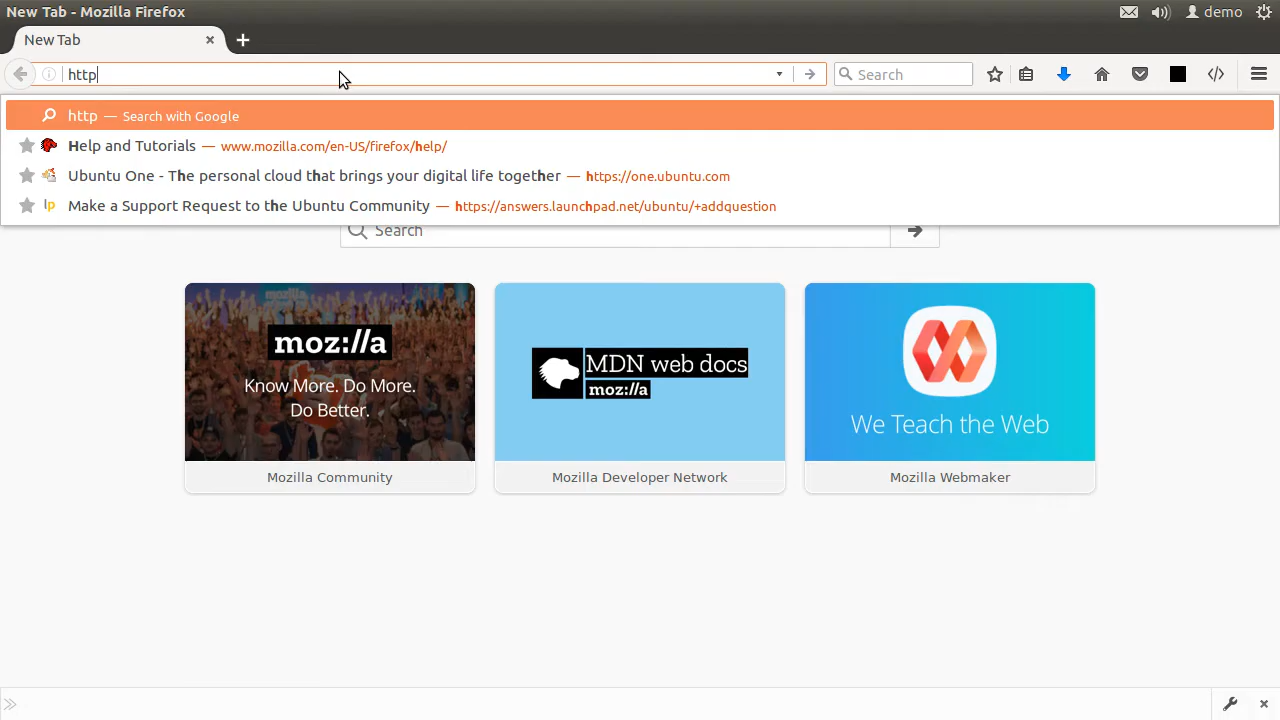 New Tab - Mozilla Firefox
demo
New Tab
http
Search
http — Search with Google
Help and Tutorials — www.mozilla.com/en-US/firefox/help/
Ubuntu One - The personal cloud that brings your digital life together — https://one.ubuntu.com
Make a Support Request to the Ubuntu Community — https://answers.launchpad.net/ubuntu/+addquestion
Search
moz://a
Know More. Do More.
Do Better.
Mozilla Community
MDN web docs
moz://a
Mozilla Developer Network
We Teach the Web
Mozilla Webmaker